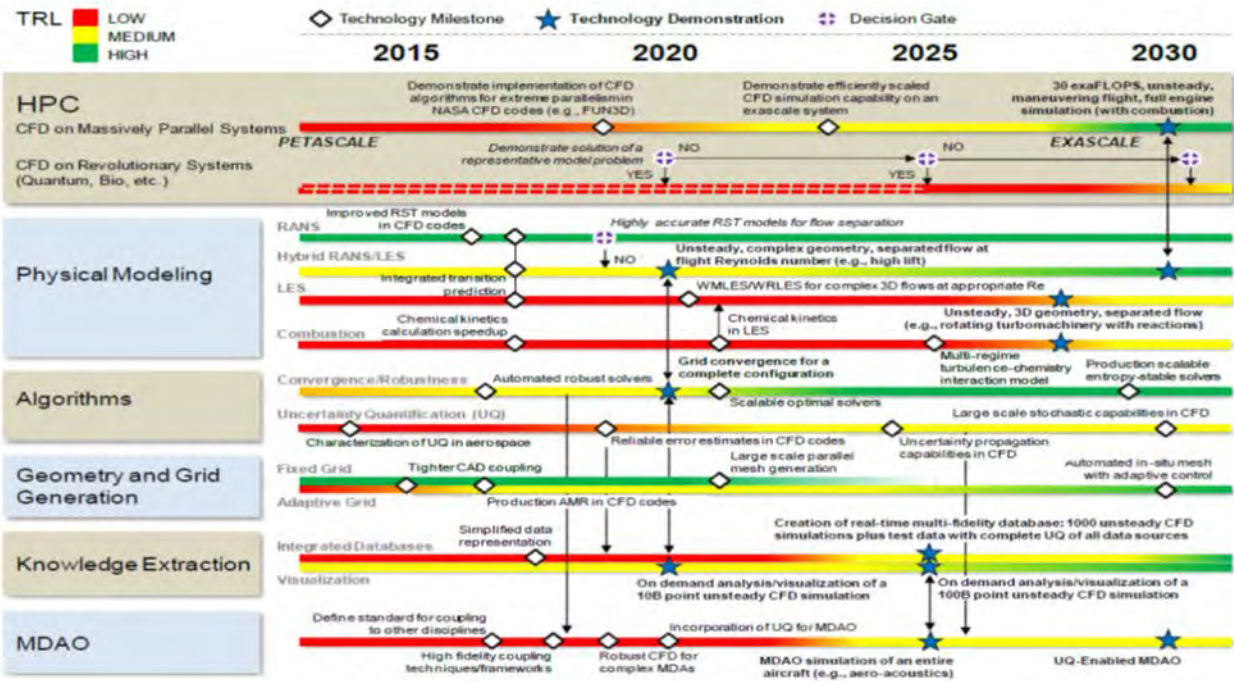 TRL
LOW
MEDIUM
HIGH
Technology Milestone
Technology Demonstration
Decision Gate
2015
2020
2025
2030
HPC
CFD on Massively Parallel Systems
CFD on Revolutionary Systems
(Quantum, Bio, etc.)
Demonstrate implementation of CFD
algorithms for extreme parallelism in
NASA CFD codes (e.g., FUN3D)
Demonstrate efficiently scaled
CFD simulation capability on an
exascale system
30 exaFLOPS, unsteady,
maneuvering flight, full engine
simulation (with combustion)
PETASCALE
Demonstrate solution of a
representative model problem
NO
YES
NO
YES
EXASCALE
Physical Modeling
RANS
Improved RST models
in CFD codes
Highly accurate RST models for flow separation
Hybrid RANS/LES
NO
Unsteady, complex geometry, separated flow at
flight Reynolds number (e.g., high lift)
LES
Integrated transition
prediction
WMLES/WRLES for complex 3D flows at appropriate Re
Chemical kinetics
calculation speedup
Chemical kinetics
in LES
Unsteady, 3D geometry, separated flow
(e.g., rotating turbomachinery with reactions)
Combustion
Grid convergence for a
complete configuration
Multi-regime
turbulence-chemistry
interaction model
Production scalable
entropy-stable solvers
Algorithms
Convergence/Robustness
Automated robust solvers
Scalable optimal solvers
Uncertainty Quantification (UQ)
Large scale stochastic capabilities in CFD
Characterization of UQ in aerospace
Reliable error estimates in CFD codes
Uncertainty propagation
capabilities in CFD
Geometry and Grid
Generation
Fixed Grid
Tighter CAD coupling
Large scale parallel
mesh generation
Automated in-situ mesh
with adaptive control
Adaptive Grid
Production AMR in CFD codes
Knowledge Extraction
Integrated Databases
Simplified data
representation
Creation of real-time multi-fidelity database: 1000 unsteady CFD
simulations plus test data with complete UQ of all data sources
Visualization
On demand analysis/visualization of a
10B point unsteady CFD simulation
On demand analysis/visualization of a
100B point unsteady CFD simulation
MDAO
Define standard for coupling
to other disciplines
Incorporation of UQ for MDAO
High fidelity coupling
techniques/frameworks
Robust CFD for
complex MDAs
MDAO simulation of an entire
aircraft (e.g., aero-acoustics)
UQ-Enabled MDAO